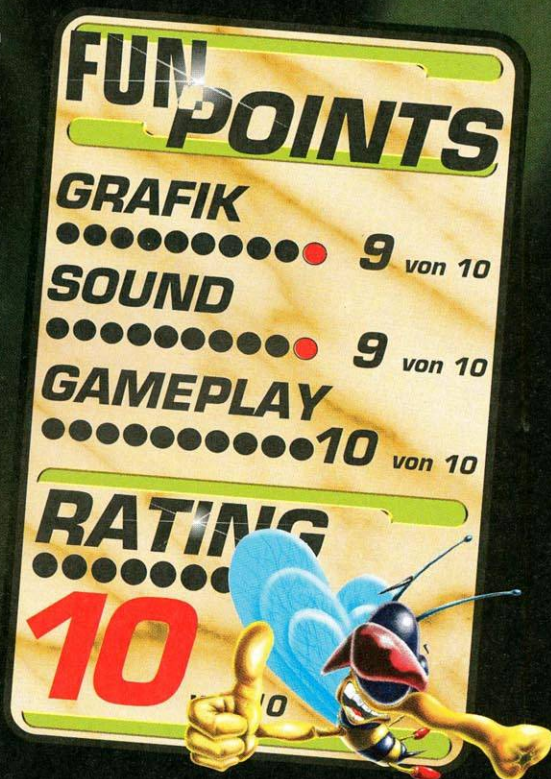 FUN
POINTS
GRAFIK
9 von 10
SOUND
9 von 10
GAMEPLAY
10 von 10
RATING
10